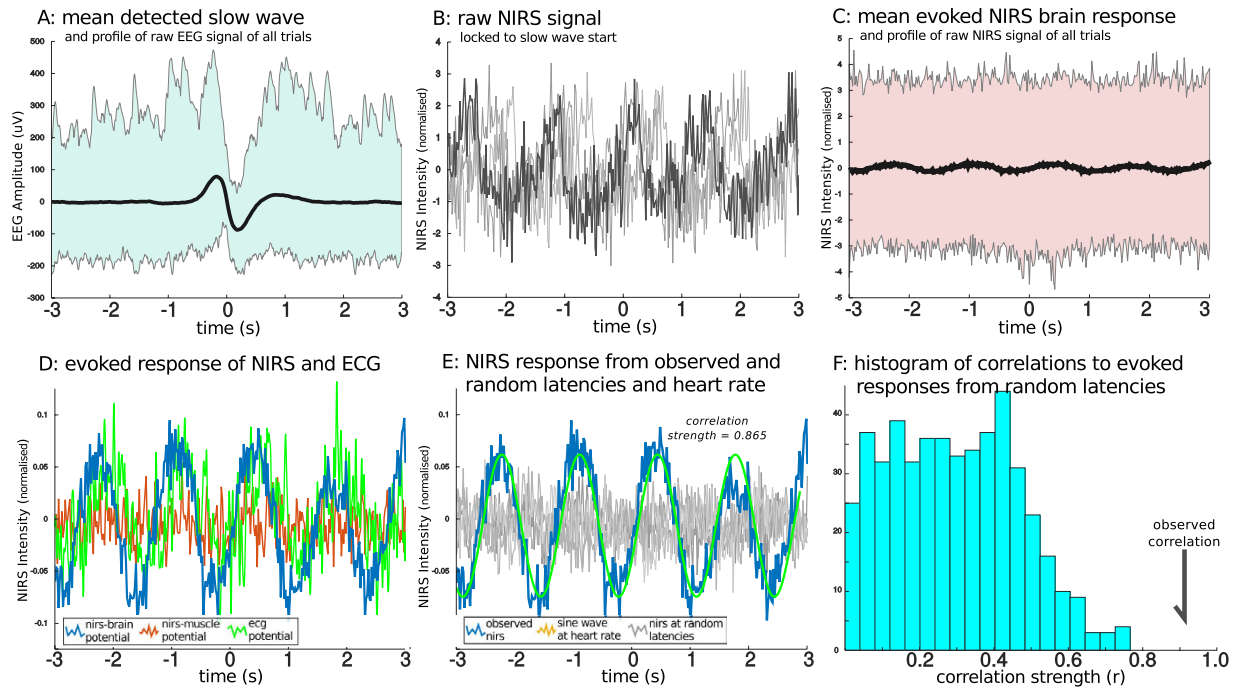 A: mean detected slow wave
and profile of raw EEG signal of all trials
500
400
300
200
100
0
-100
-200
-300
EEG Amplitude (uV)
-3 -2 -1 0 1 2 3
time (s)
B: raw NIRS signal
locked to slow wave start
4
3
2
1
0
-1
-2
-3
-4
NIRS Intensity (normalised)
-3 -2 -1 0 1 2 3
time (s)
C: mean evoked NIRS brain response
and profile of raw NIRS signal of all trials
5
4
3
2
1
0
-1
-2
-3
-4
-5
NIRS Intensity (normalised)
-3 -2 -1 0 1 2 3
time (s)
D: evoked response of NIRS and ECG
0.1
0.05
0
-0.05
-0.1
NIRS Intensity (normalised)
nirs-brain potential
nirs-muscle potential
ecg potential
-3 -2 -1 0 1 2 3
time (s)
E: NIRS response from observed and
random latencies and heart rate
correlation
strength = 0.865
0.1
0.05
0
-0.05
-0.1
NIRS Intensity (normalised)
observed nirs
sine wave at heart rate
nirs at random latencies
-3 -2 -1 0 1 2 3
time (s)
F: histogram of correlations to evoked
responses from random latencies
40
30
20
10
0
observed
correlation
0.2 0.4 0.6 0.8 1.0
correlation strength (r)